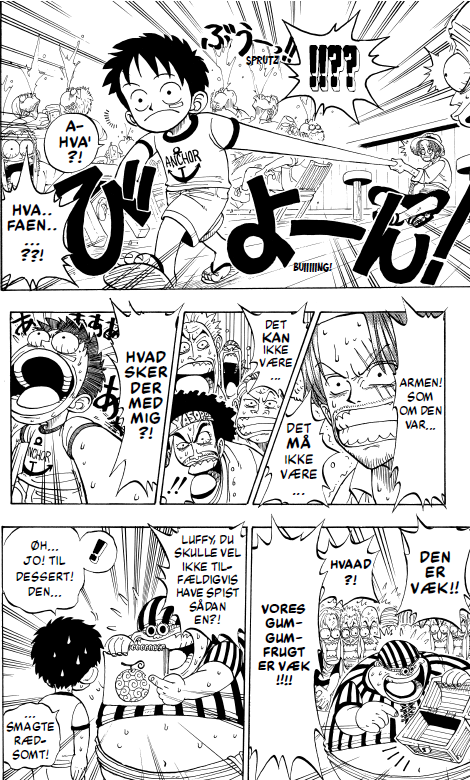 !!??
ぶうーっ!!
SPRUTZ
A-
HVA'
?!
ANCHOR
HVA..
FAEN..
...
??!
びよーん!
BUIIIIING!
ARMEN!
SOM
OM DEN
VAR...
DET
KAN
IKKE
VÆRE
...
DET
MÅ
IKKE
VÆRE
...
!!
HVAD
SKER
DER
MED
MIG
?!
ANCHOR
DEN
ER
VÆK!!
HVAAD
?!
VORES
GUM-
GUM-
FRUGT
ER VÆK
!!!!
LUFFY, DU
SKULLE VEL
IKKE TIL-
FÆLDIGVIS
HAVE SPIST
SÅDAN
EN?!
!
ØH...
JO! TIL
DESSERT!
DEN...
...
SMAGTE
RÆD-
SOMT!